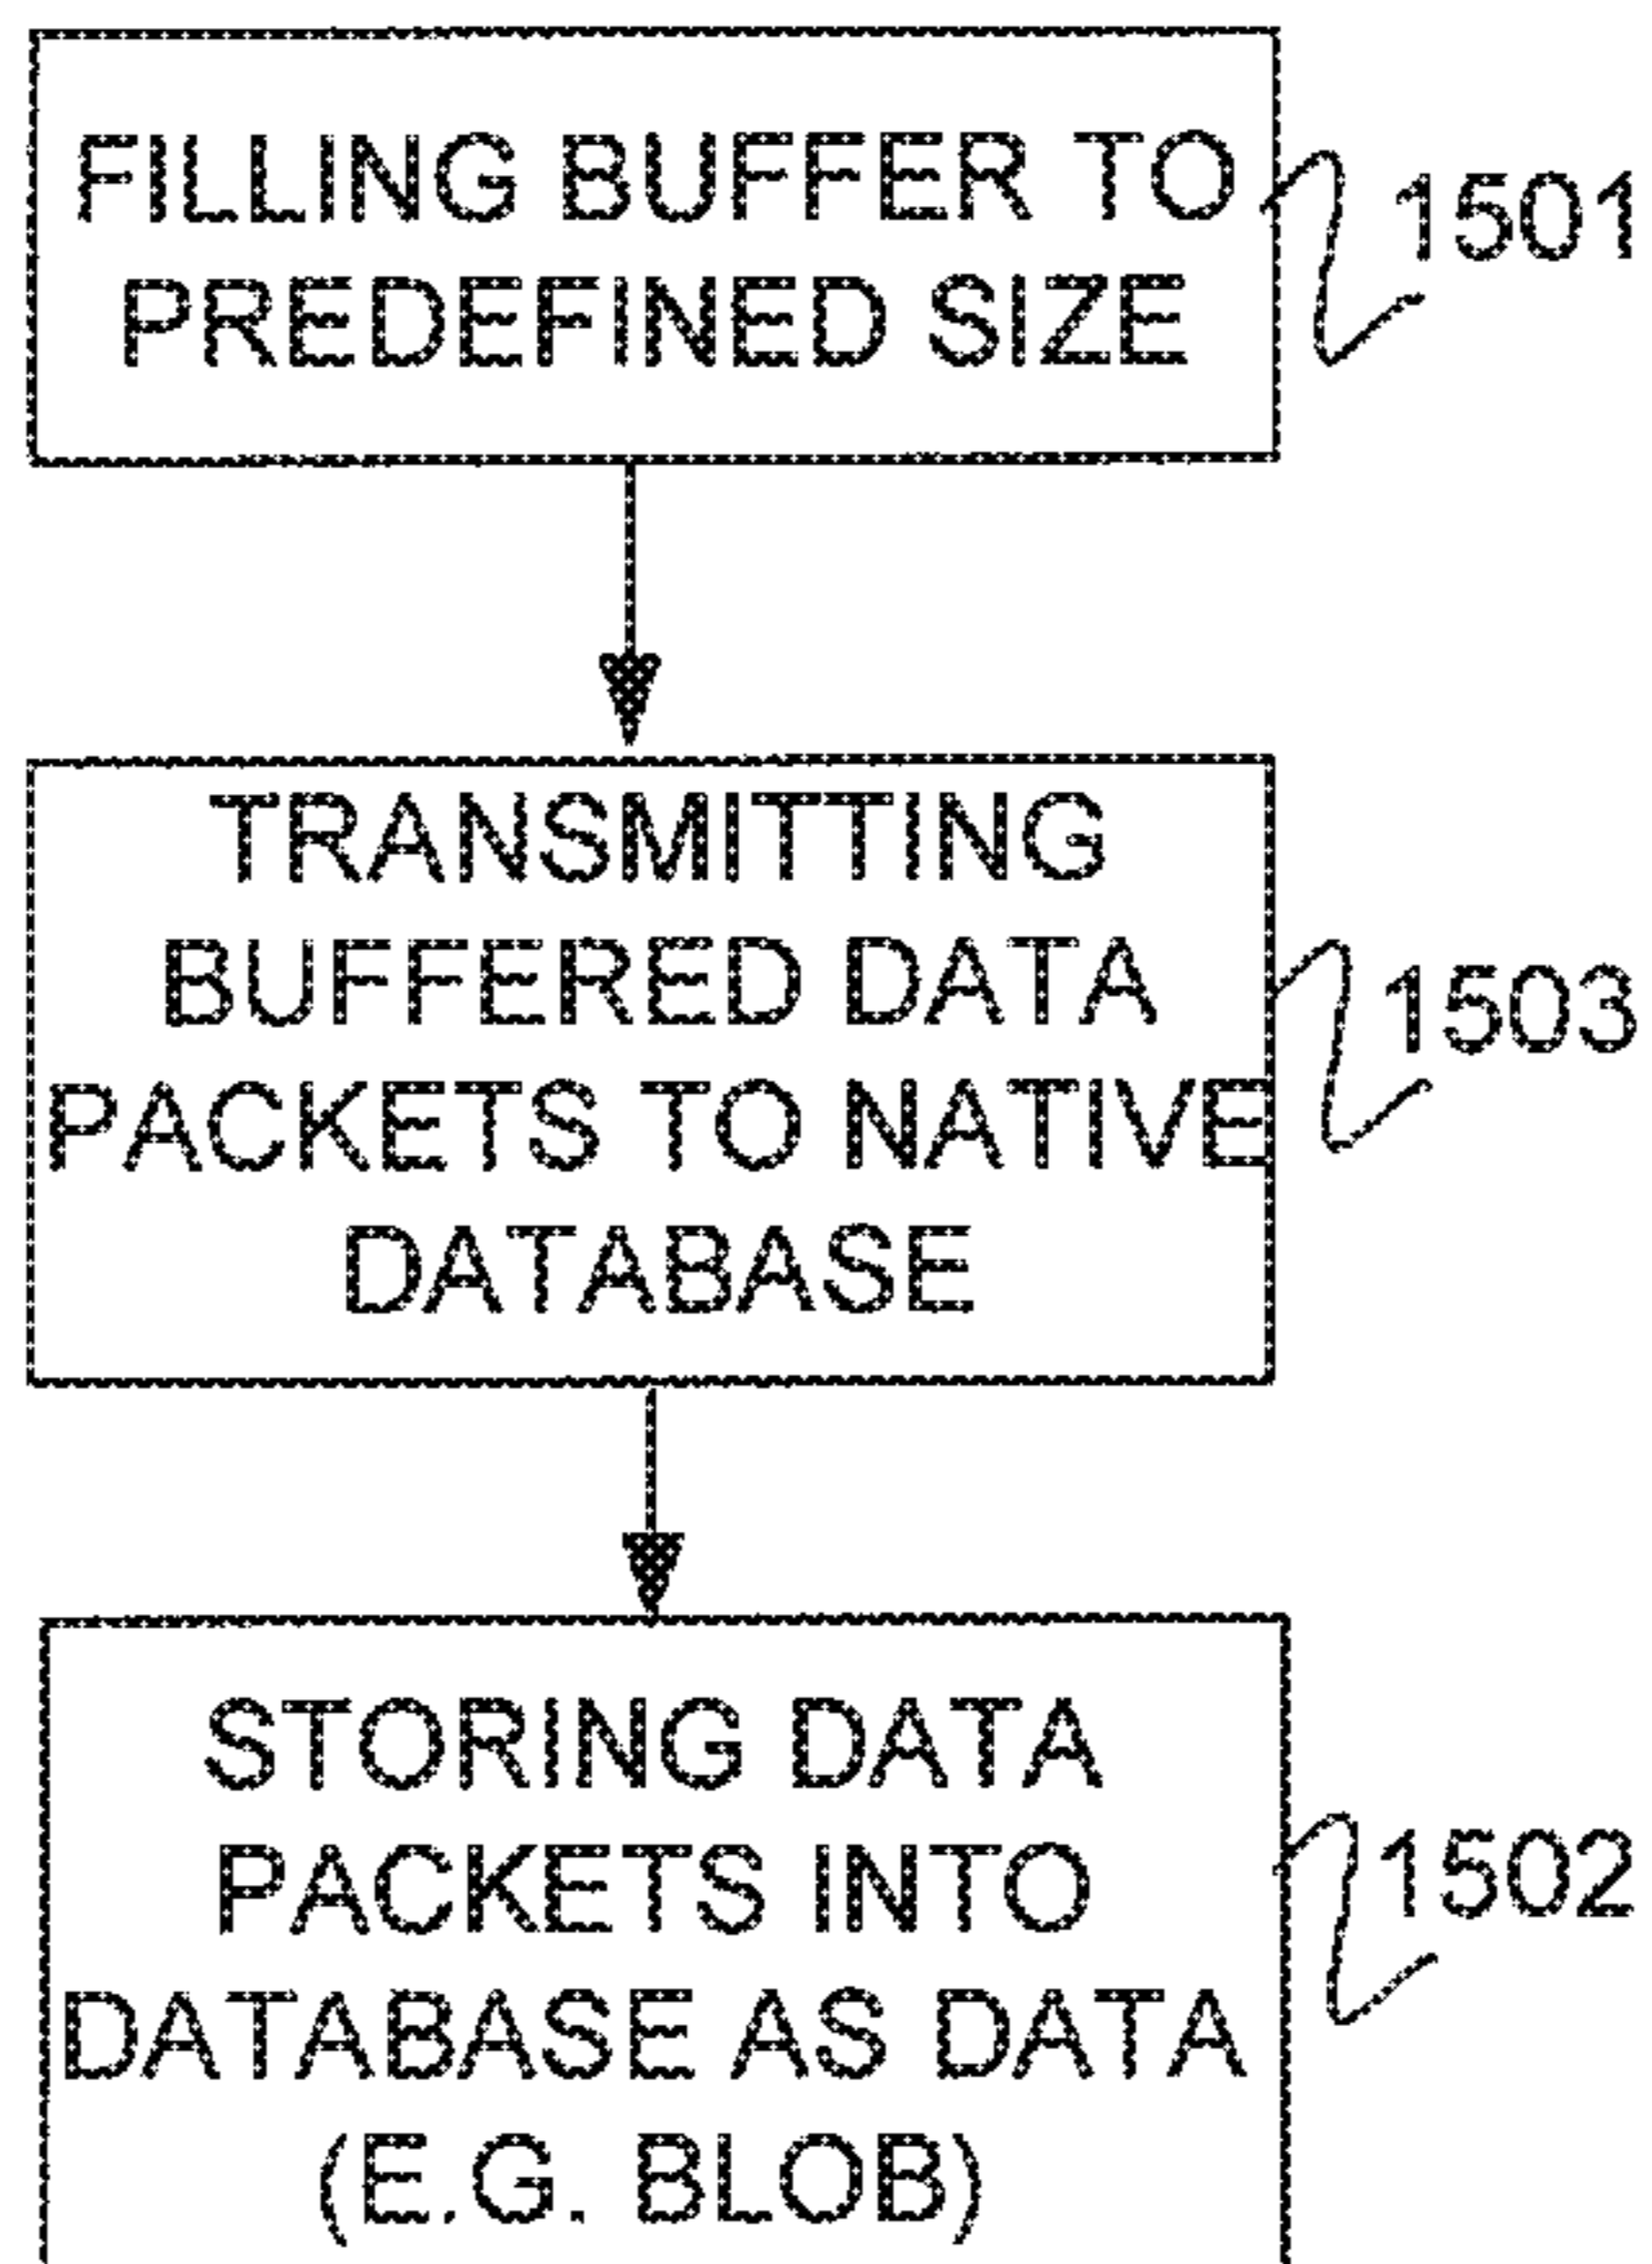 FILLING BUFFER TO
PREDEFINED SIZE
1501
TRANSMITTING
BUFFERED DATA
PACKETS TO NATIVE
DATABASE
1503
STORING DATA
PACKETS INTO
DATABASE AS DATA
(E.G. BLOB)
1502